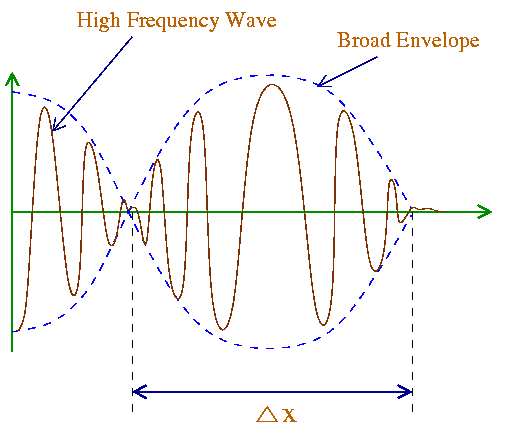 High Frequency Wave
Broad Envelope
△ x